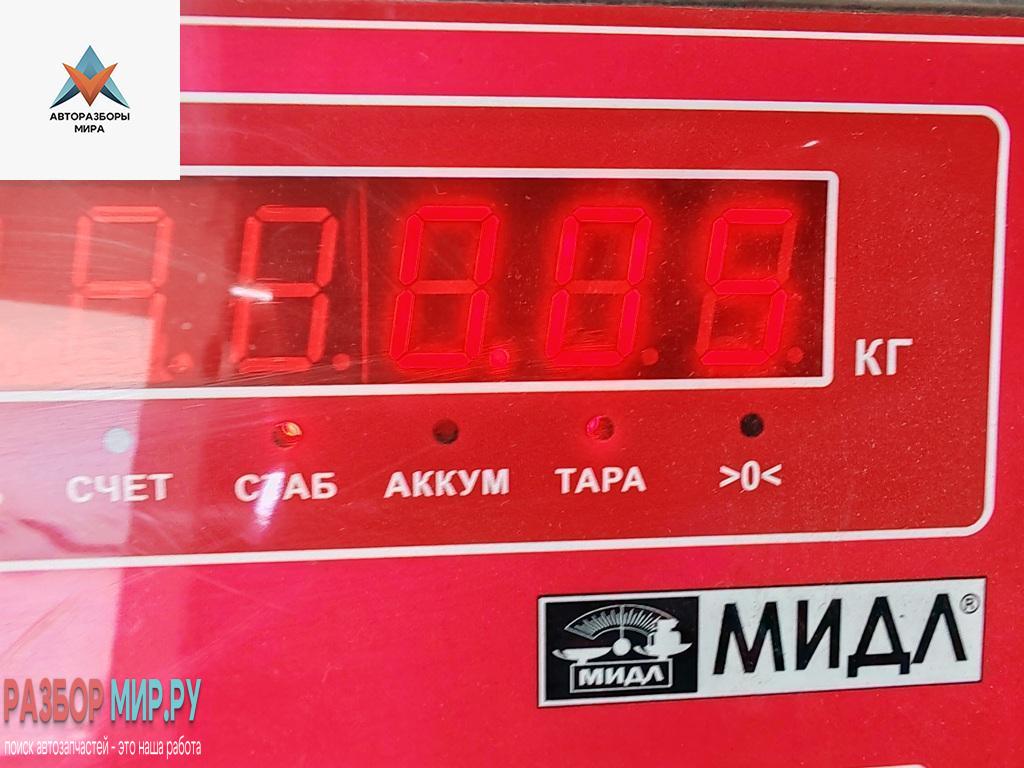 АВТОРАЗБОРЫ
МИРА
0.05
КГ
СЧЕТ СТАБ АККУМ ТАРА >0<
МИДЛ МИДЛ®
РАЗБОР МИР.РУ
поиск автозапчастей - это наша работа